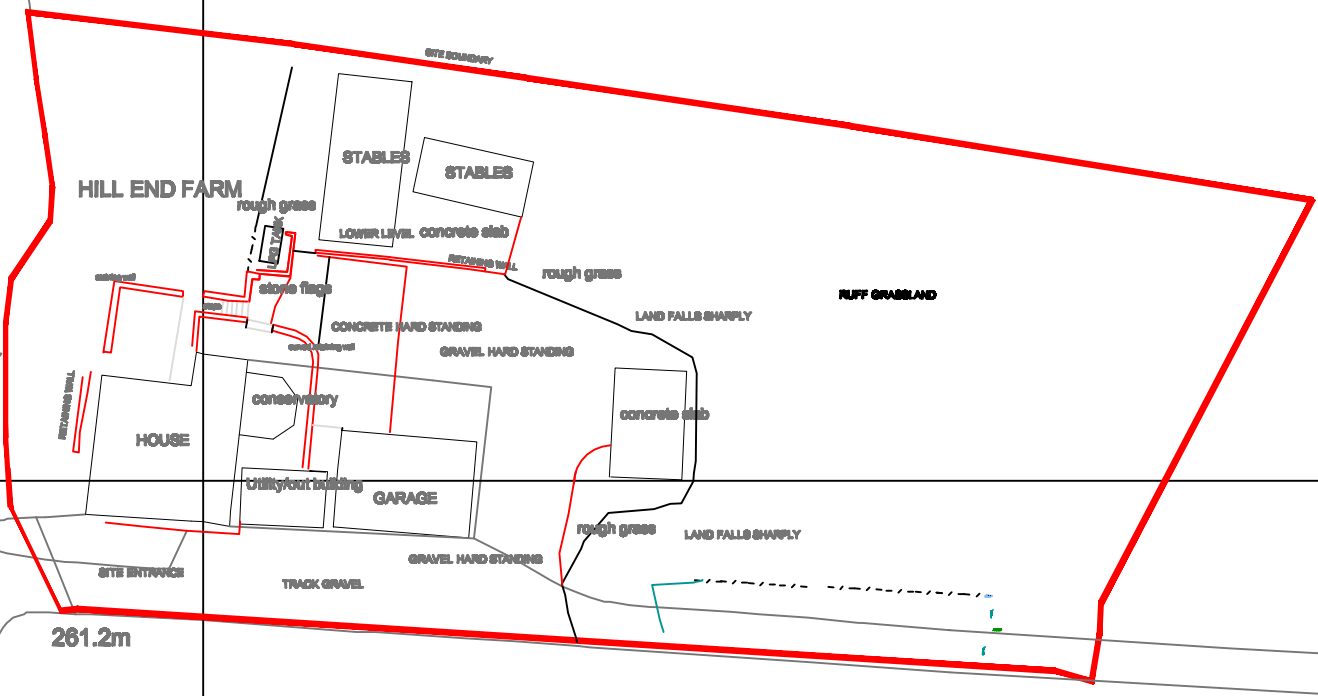 SITE BOUNDARY
STABLES
STABLES
HILL END FARM
rough grass
LPG TANK
LOWER LEVEL
concrete slab
RETAINING WALL
rough grass
stone flags
RUFF GRASSLAND
LAND FALLS SHARPLY
CONCRETE HARD STANDING
GRAVEL HARD STANDING
RETAINING WALL
conservatory
concrete slab
HOUSE
Utility/out building
GARAGE
rough grass
LAND FALLS SHARPLY
GRAVEL HARD STANDING
SITE ENTRANCE
TRACK GRAVEL
261.2m